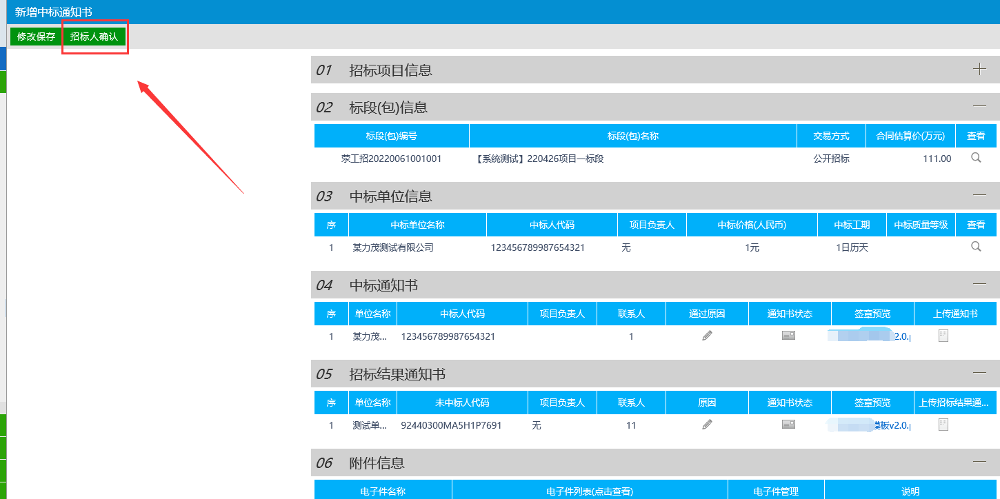 新增中标通知书
修改保存 招标人确认
01 招标项目信息
02 标段(包)信息
标段(包)编号 标段(包)名称 交易方式 合同估算价(万元) 查看
荥工招20220061001001 【系统测试】220426项目一标段 公开招标 111.00
03 中标单位信息
序 中标单位名称 中标人代码 项目负责人 中标价格(人民币) 中标工期 中标质量等级 查看
1 某力茂测试有限公司 123456789987654321 无 1元 1日历天
04 中标通知书
序 单位名称 中标人代码 项目负责人 联系人 通过原因 通知书状态 签章预览 上传通知书
1 某力茂... 123456789987654321 1 2.0.
05 招标结果通知书
序 单位名称 未中标人代码 项目负责人 联系人 原因 通知书状态 签章预览 上传招标结果通...
1 测试单... 92440300MA5H1P7691 无 11 模板v2.0.
06 附件信息
电子件名称 电子件列表(点击查看) 电子件管理 说明